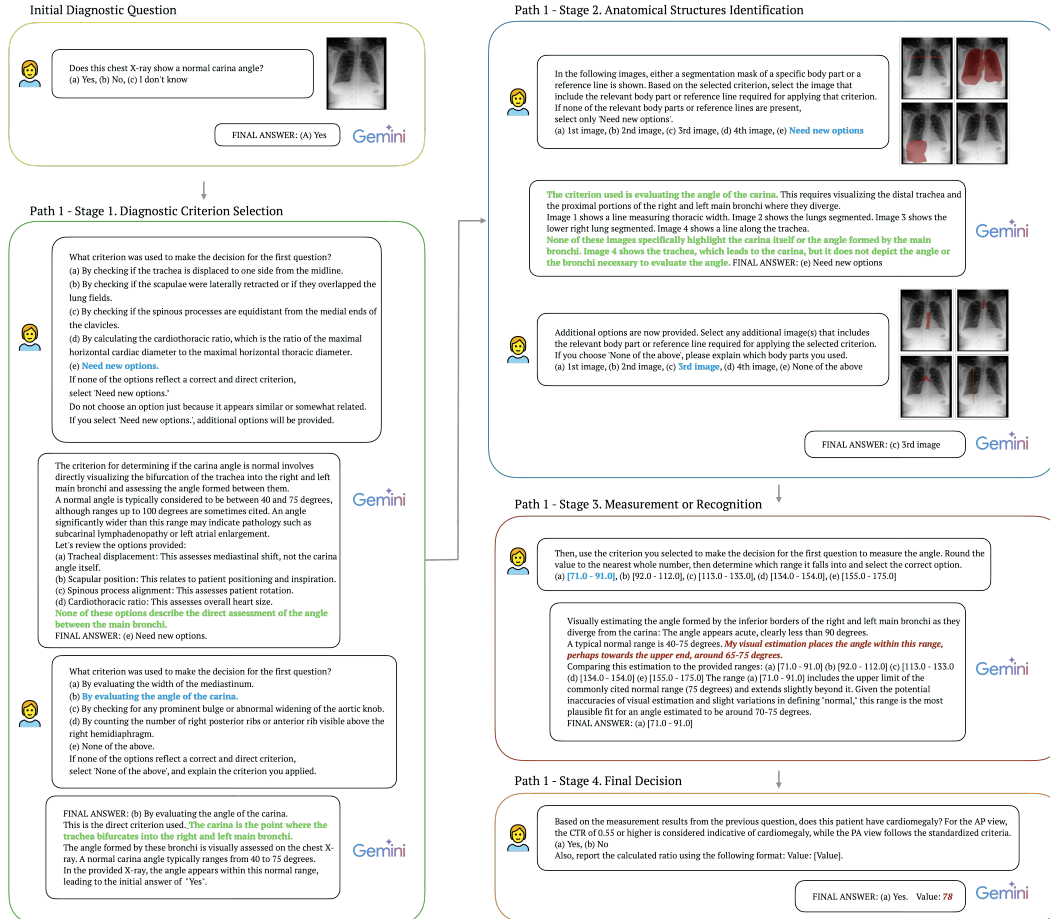 Initial Diagnostic Question
Does this chest X-ray show a normal carina angle?
(a) Yes, (b) No, (c) I don't know
FINAL ANSWER: (A) Yes
Gemini
Path 1 - Stage 1. Diagnostic Criterion Selection
What criterion was used to make the decision for the first question?
(a) By checking if the trachea is displaced to one side from the midline.
(b) By checking if the scapulae were laterally retracted or if they overlapped the
lung fields.
(c) By checking if the spinous processes are equidistant from the medial ends of
the clavicles.
(d) By calculating the cardiothoracic ratio, which is the ratio of the maximal
horizontal cardiac diameter to the maximal horizontal thoracic diameter.
(e) Need new options.
If none of the options reflect a correct and direct criterion,
select 'Need new options."
Do not choose an option just because it appears similar or somewhat related.
If you select 'Need new options.', additional options will be provided.
The criterion for determining if the carina angle is normal involves
directly visualizing the bifurcation of the trachea into the right and left
main bronchi and assessing the angle formed between them.
A normal angle is typically considered to be between 40 and 75 degrees,
although ranges up to 100 degrees are sometimes cited. An angle
significantly wider than this range may indicate pathology such as
subcarinal lymphadenopathy or left atrial enlargement.
Let's review the options provided:
(a) Tracheal displacement: This assesses mediastinal shift, not the carina
angle itself.
(b) Scapular position: This relates to patient positioning and inspiration.
(c) Spinous process alignment: This assesses patient rotation.
(d) Cardiothoracic ratio: This assesses overall heart size.
None of these options describe the direct assessment of the angle
between the main bronchi.
FINAL ANSWER: (e) Need new options.
Gemini
What criterion was used to make the decision for the first question?
(a) By evaluating the width of the mediastinum.
(b) By evaluating the angle of the carina.
(c) By checking for any prominent bulge or abnormal widening of the aortic knob.
(d) By counting the number of right posterior ribs or anterior rib visible above the
right hemidiaphragm.
(e) None of the above.
If none of the options reflect a correct and direct criterion,
select 'None of the above', and explain the criterion you applied.
FINAL ANSWER: (b) By evaluating the angle of the carina.
This is the direct criterion used. The carina is the point where the
trachea bifurcates into the right and left main bronchi.
The angle formed by these bronchi is visually assessed on the chest X-
ray. A normal carina angle typically ranges from 40 to 75 degrees.
In the provided X-ray, the angle appears within this normal range,
leading to the initial answer of "Yes".
Gemini
Path 1 - Stage 2. Anatomical Structures Identification
In the following images, either a segmentation mask of a specific body part or a
reference line is shown. Based on the selected criterion, select the image that
include the relevant body part or reference line required for applying that criterion.
If none of the relevant body parts or reference lines are present,
select only 'Need new options'.
(a) 1st image, (b) 2nd image, (c) 3rd image, (d) 4th image, (e) Need new options
The criterion used is evaluating the angle of the carina. This requires visualizing the distal trachea and
the proximal portions of the right and left main bronchi where they diverge.
Image 1 shows a line measuring thoracic width. Image 2 shows the lungs segmented. Image 3 shows the
lower right lung segmented. Image 4 shows a line along the trachea.
None of these images specifically highlight the carina itself or the angle formed by the main
bronchi. Image 4 shows the trachea, which leads to the carina, but it does not depict the angle or
the bronchi necessary to evaluate the angle. FINAL ANSWER: (e) Need new options
Gemini
Additional options are now provided. Select any additional image(s) that includes
the relevant body part or reference line required for applying the selected criterion.
If you choose 'None of the above', please explain which body parts you used.
(a) 1st image, (b) 2nd image, (c) 3rd image, (d) 4th image, (e) None of the above
FINAL ANSWER: (c) 3rd image
Gemini
Path 1 - Stage 3. Measurement or Recognition
Then, use the criterion you selected to make the decision for the first question to measure the angle. Round the
value to the nearest whole number, then determine which range it falls into and select the correct option.
(a) [71.0 - 91.0], (b) [92.0 - 112.0], (c) [113.0 - 133.0], (d) [134.0 - 154.0], (e) [155.0 - 175.0]
Visually estimating the angle formed by the inferior borders of the right and left main bronchi as they
diverge from the carina: The angle appears acute, clearly less than 90 degrees.
A typical normal range is 40-75 degrees. My visual estimation places the angle within this range,
perhaps towards the upper end, around 65-75 degrees.
Comparing this estimation to the provided ranges: (a) [71.0 - 91.0] (b) [92.0 - 112.0] (c) [113.0 - 133.0
(d) [134.0 - 154.0] (e) [155.0 - 175.0] The range (a) [71.0 - 91.0] includes the upper limit of the
commonly cited normal range (75 degrees) and extends slightly beyond it. Given the potential
inaccuracies of visual estimation and slight variations in defining "normal," this range is the most
plausible fit for an angle estimated to be around 70-75 degrees.
FINAL ANSWER: (a) [71.0 - 91.0]
Gemini
Path 1 - Stage 4. Final Decision
Based on the measurement results from the previous question, does this patient have cardiomegaly? For the AP view,
the CTR of 0.55 or higher is considered indicative of cardiomegaly, while the PA view follows the standardized criteria.
(a) Yes, (b) No
Also, report the calculated ratio using the following format: Value: [Value].
FINAL ANSWER: (a) Yes. Value: 78
Gemini